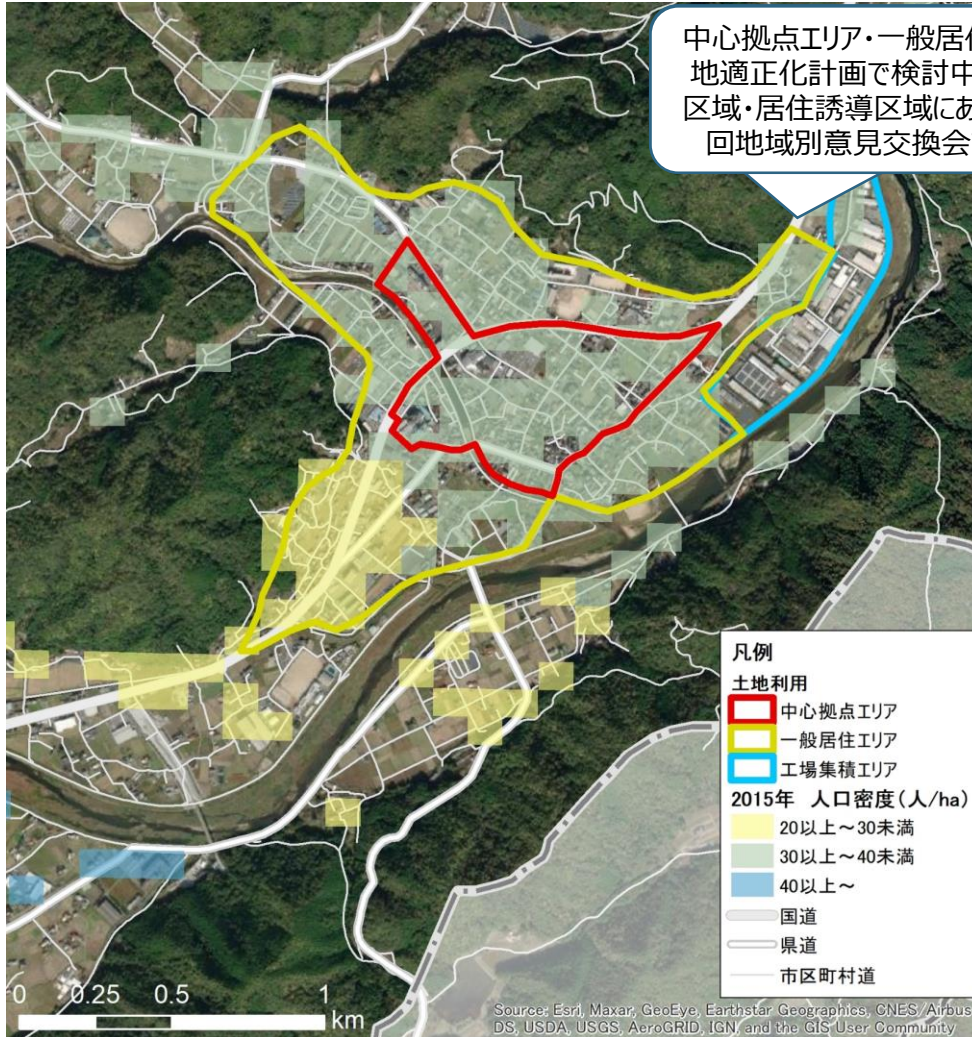 中心拠点エリア・一般居住
地適正化計画で検討中
区域・居住誘導区域にあ
回地域別意見交換会
凡例
土地利用
中心拠点エリア
一般居住エリア
工場集積エリア
2015年 人口密度(人/ha)
20以上～30未満
30以上～40未満
40以上～
国道
県道
市区町村道
0 0.25 0.5 1
km
Source: Esri, Maxar, GeoEye, Earthstar Geographics, CNES/Airbus
DS, USDA, USGS, AeroGRID, IGN, and the GIS User Community